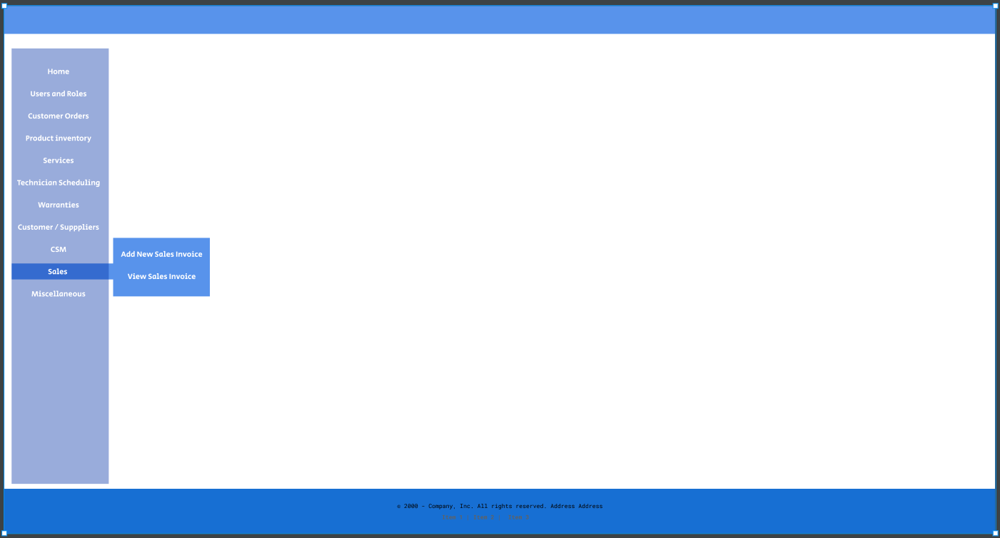 Home
Users and Roles
Customer Orders
Product inventory
Services
Technician Scheduling
Warranties
Customer / Supppliers
CSM
Add New Sales Invoice
Sales
View Sales Invoice
Miscellaneous
© 2000 - Company, Inc. All rights reserved. Address Address